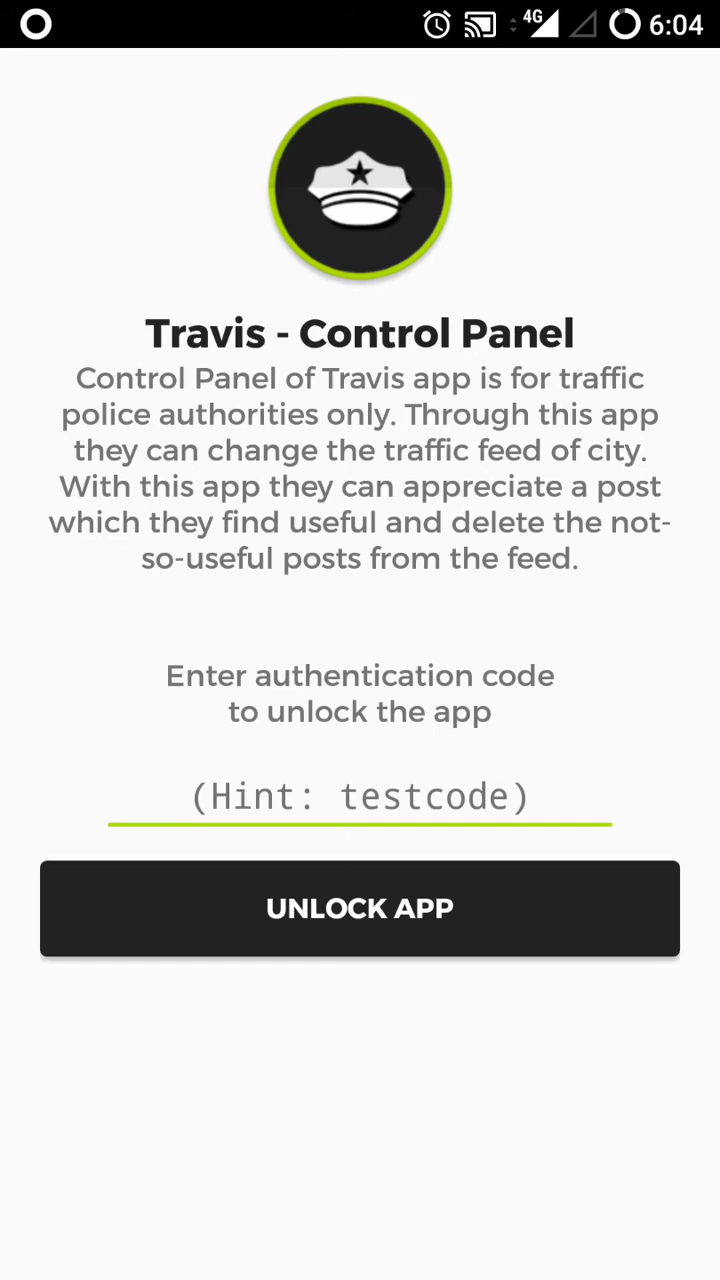 4G 6:04
Travis - Control Panel
Control Panel of Travis app is for traffic
police authorities only. Through this app
they can change the traffic feed of city.
With this app they can appreciate a post
which they find useful and delete the not-
so-useful posts from the feed.
Enter authentication code
to unlock the app
(Hint: testcode)
UNLOCK APP